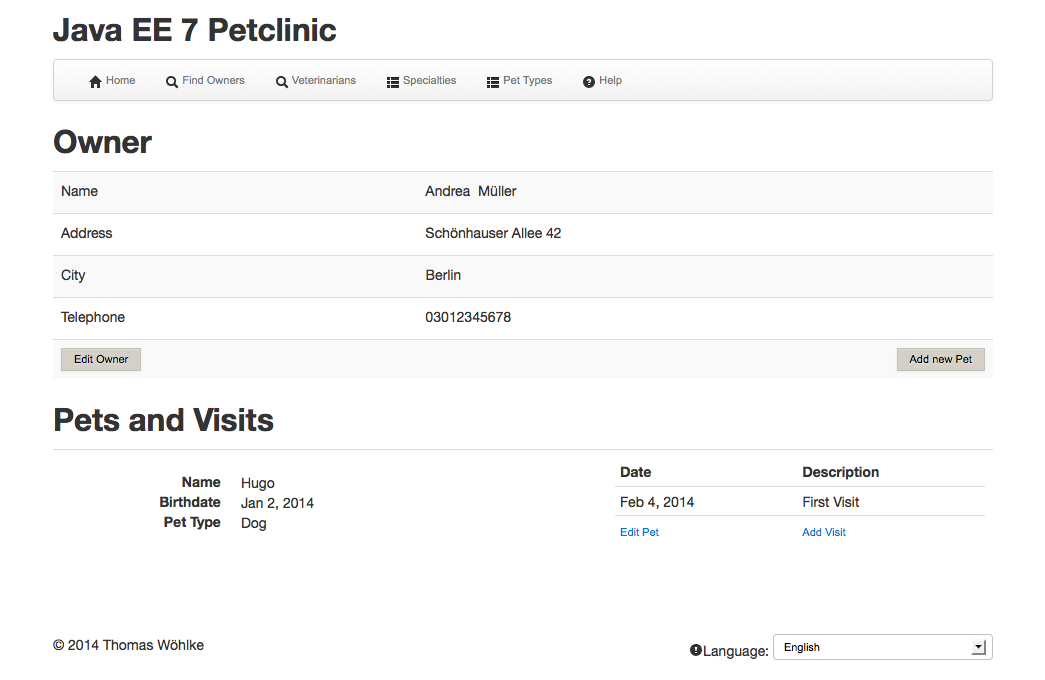 Java EE 7 Petclinic
Home Find Owners Veterinarians Specialties Pet Types Help
Owner
Name Andrea Müller
Address Schönhauser Allee 42
City Berlin
Telephone 03012345678
Edit Owner Add new Pet
Pets and Visits
Name Hugo
Birthdate Jan 2, 2014
Pet Type Dog
Date Description
Feb 4, 2014 First Visit
Edit Pet Add Visit
© 2014 Thomas Wöhlke
Language: English